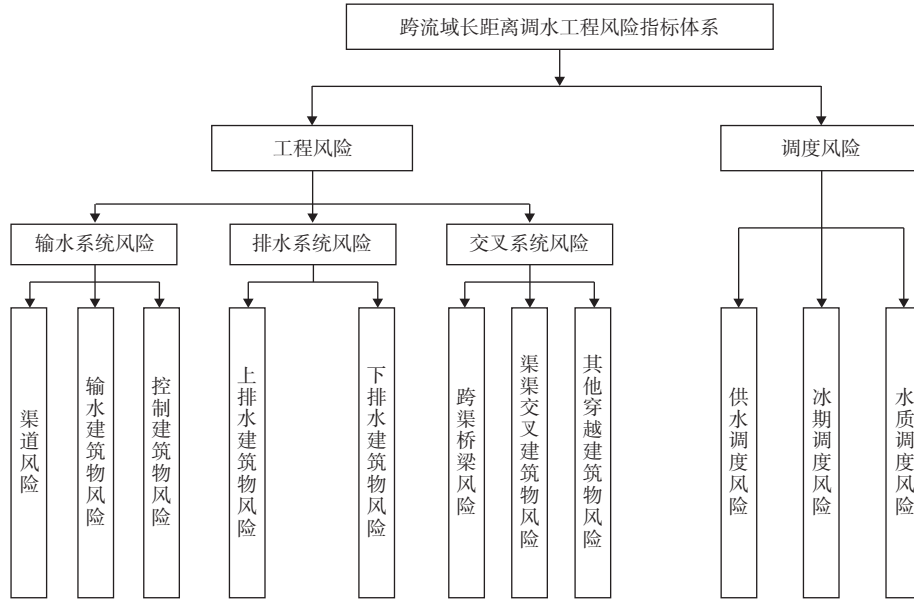 跨流域长距离调水工程风险指标体系
工程风险
调度风险
输水系统风险
排水系统风险
交叉系统风险
渠道风险
输水建筑物风险
控制建筑物风险
上排水建筑物风险
下排水建筑物风险
跨渠桥梁风险
渠渠交叉建筑物风险
其他穿越建筑物风险
供水调度风险
冰期调度风险
水质调度风险